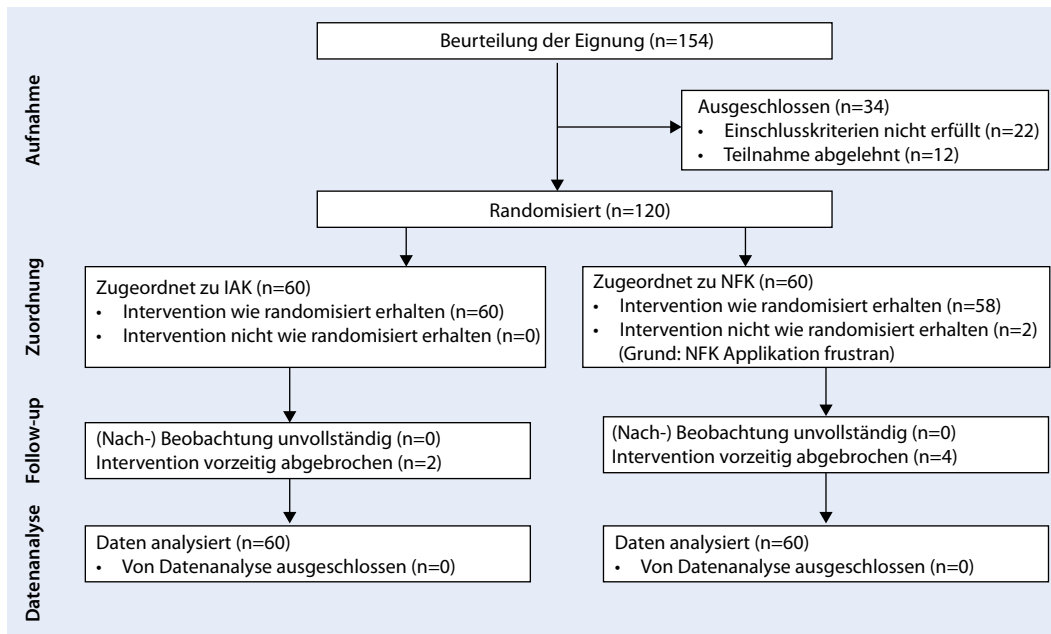 Aufnahme
Beurteilung der Eignung (n=154)
Ausgeschlossen (n=34)
• Einschlusskriterien nicht erfüllt (n=22)
• Teilnahme abgelehnt (n=12)
Randomisiert (n=120)
Zuordnung
Zugeordnet zu IAK (n=60)
• Intervention wie randomisiert erhalten (n=60)
• Intervention nicht wie randomisiert erhalten (n=0)
Zugeordnet zu NFK (n=60)
• Intervention wie randomisiert erhalten (n=58)
• Intervention nicht wie randomisiert erhalten (n=2)
(Grund: NFK Applikation frustran)
Follow-up
(Nach-) Beobachtung unvollständig (n=0)
Intervention vorzeitig abgebrochen (n=2)
(Nach-) Beobachtung unvollständig (n=0)
Intervention vorzeitig abgebrochen (n=4)
Datenanalyse
Daten analysiert (n=60)
• Von Datenanalyse ausgeschlossen (n=0)
Daten analysiert (n=60)
• Von Datenanalyse ausgeschlossen (n=0)